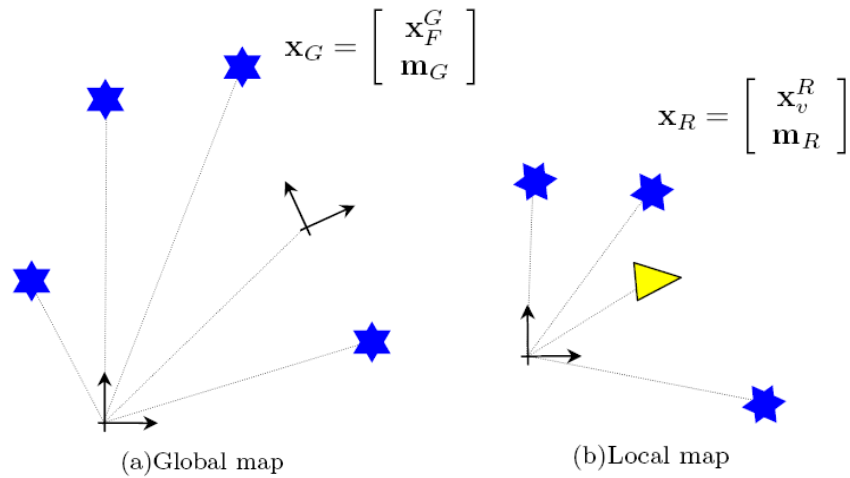 x_G = [ x_F^G
m_G ]
x_R = [ x_v^R
m_R ]
(a)Global map
(b)Local map